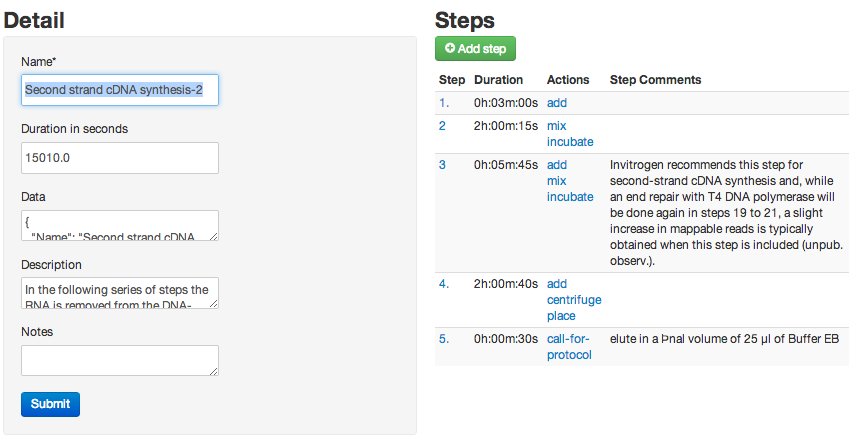 Detail
Name*
Second strand cDNA synthesis-2
Duration in seconds
15010.0
Data
{
"Name": "Second strand cDNA
Description
In the following series of steps the
RNA is removed from the DNA-
Notes
Submit
Steps
Add step
Step Duration Actions Step Comments
1. 0h:03m:00s add
2 2h:00m:15s mix
incubate
3 0h:05m:45s add Invitrogen recommends this step for
mix second-strand cDNA synthesis and, while
incubate an end repair with T4 DNA polymerase will
be done again in steps 19 to 21, a slight
increase in mappable reads is typically
obtained when this step is included (unpub.
observ.).
4. 2h:00m:40s add
centrifuge
place
5. 0h:00m:30s call-for- elute in a Þnal volume of 25 µl of Buffer EB
protocol